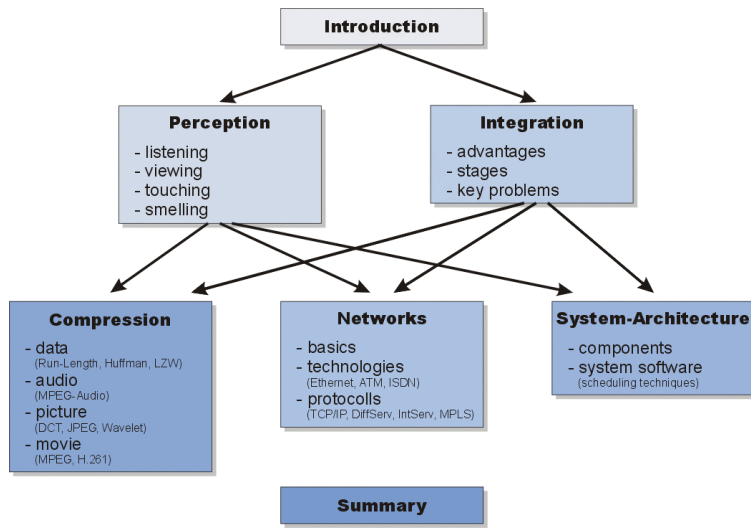 Introduction
Perception
- listening
- viewing
- touching
- smelling
Integration
- advantages
- stages
- key problems
Compression
- data
(Run-Length, Huffman, LZW)
- audio
(MPEG-Audio)
- picture
(DCT, JPEG, Wavelet)
- movie
(MPEG, H.261)
Networks
- basics
- technologies
(Ethernet, ATM, ISDN)
- protocolls
(TCP/IP, DiffServ, IntServ, MPLS)
System-Architecture
- components
- system software
(scheduling techniques)
Summary